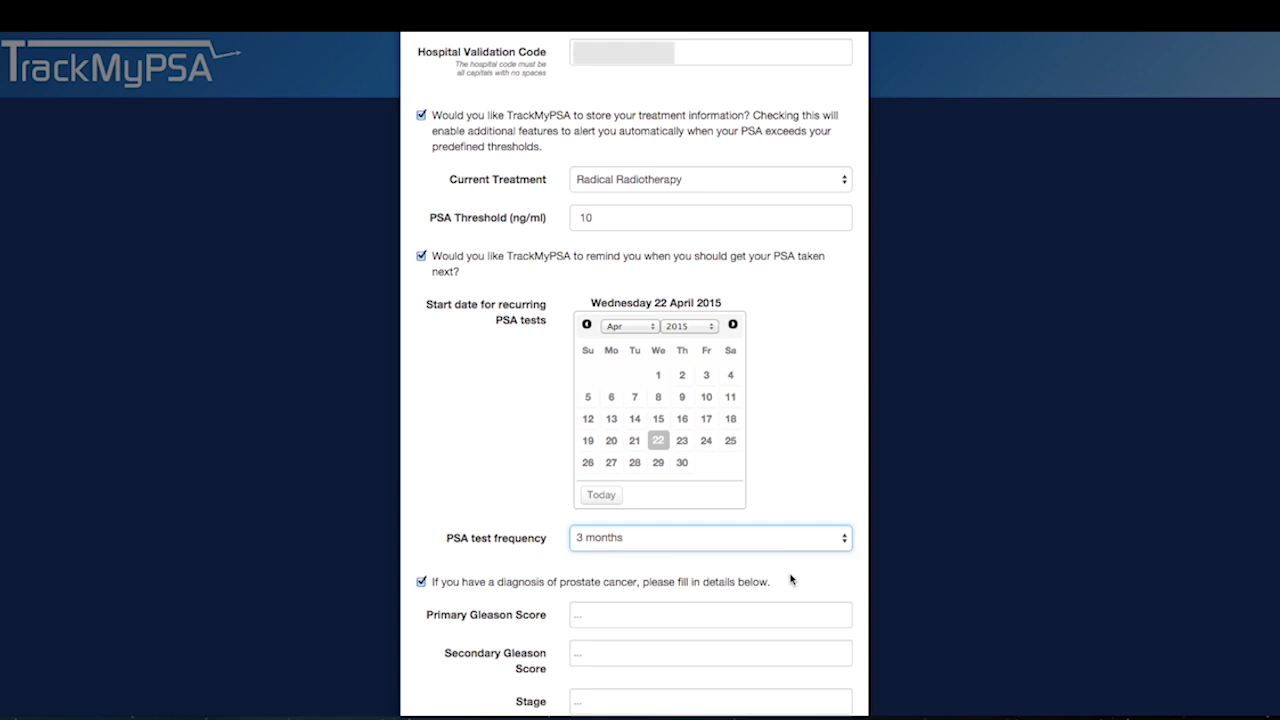 TrackMyPSA
Hospital Validation Code
The hospital code must be
all capitals with no spaces
Would you like TrackMyPSA to store your treatment information? Checking this will
enable additional features to alert you automatically when your PSA exceeds your
predefined thresholds.
Current Treatment Radical Radiotherapy
PSA Threshold (ng/ml) 10
Would you like TrackMyPSA to remind you when you should get your PSA taken
next?
Start date for recurring
PSA tests
Wednesday 22 April 2015
Apr 2015
Su Mo Tu We Th Fr Sa
1 2 3 4
5 6 7 8 9 10 11
12 13 14 15 16 17 18
19 20 21 22 23 24 25
26 27 28 29 30
Today
PSA test frequency 3 months
If you have a diagnosis of prostate cancer, please fill in details below.
Primary Gleason Score ...
Secondary Gleason
Score
...
Stage ...